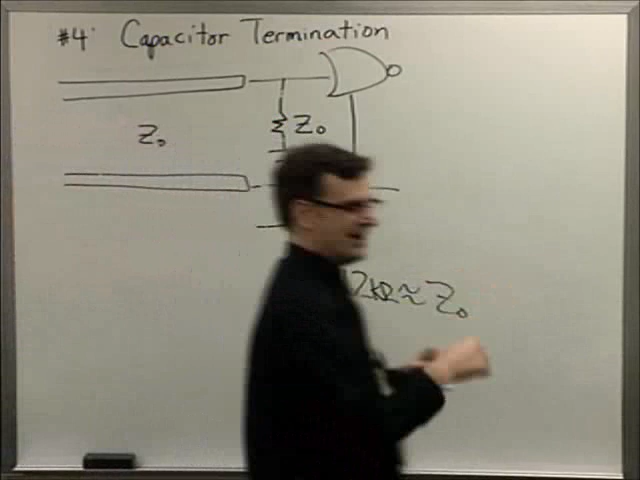 #4: Capacitor Termination
Z₀
Z₀
≈ Z₀